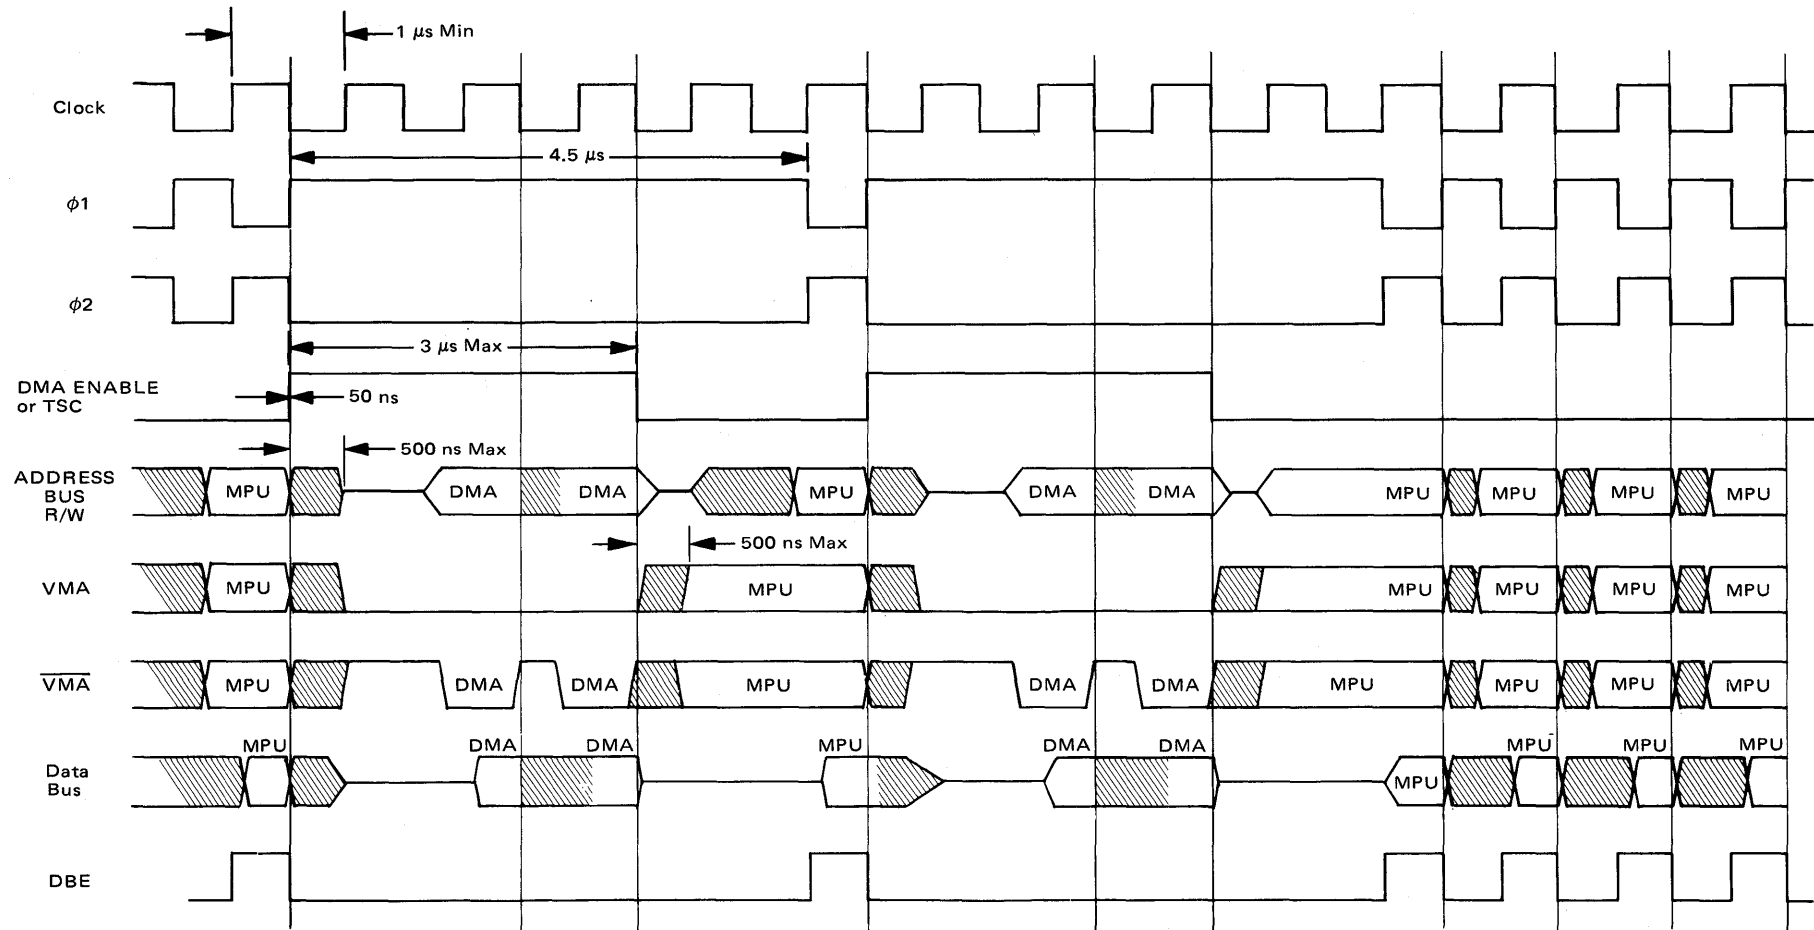 1 μs Min
Clock
4.5 μs
ϕ1
ϕ2
3 μs Max
DMA ENABLE
or TSC
50 ns
500 ns Max
ADDRESS
BUS
R/W
MPU DMA DMA MPU DMA DMA MPU MPU MPU MPU
500 ns Max
VMA MPU MPU MPU MPU MPU MPU
V̅M̅A̅ MPU DMA DMA MPU DMA DMA MPU MPU MPU MPU
MPU DMA DMA MPU DMA DMA MPU MPU MPU
Data
Bus
MPU
DBE